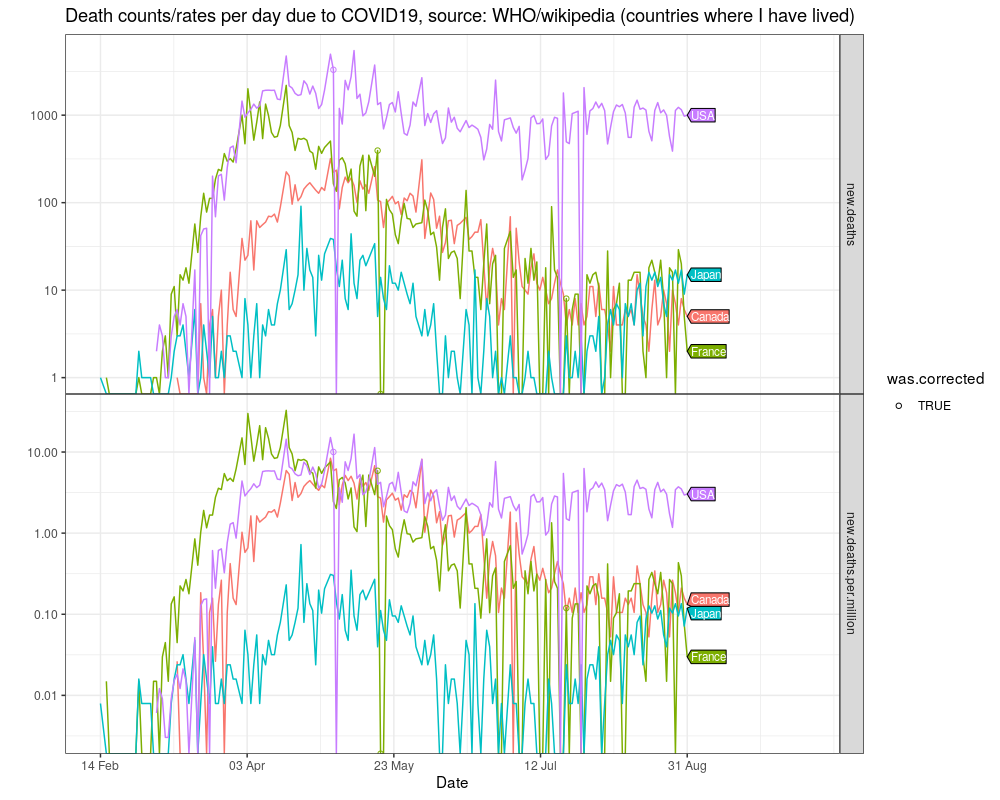 Death counts/rates per day due to COVID19, source: WHO/wikipedia (countries where I have lived)
1000
100
10
1
USA
Japan
Canada
France
new.deaths
10.00
1.00
0.10
0.01
USA
Canada
Japan
France
new.deaths.per.million
14 Feb
03 Apr
23 May
12 Jul
31 Aug
Date
was.corrected
TRUE